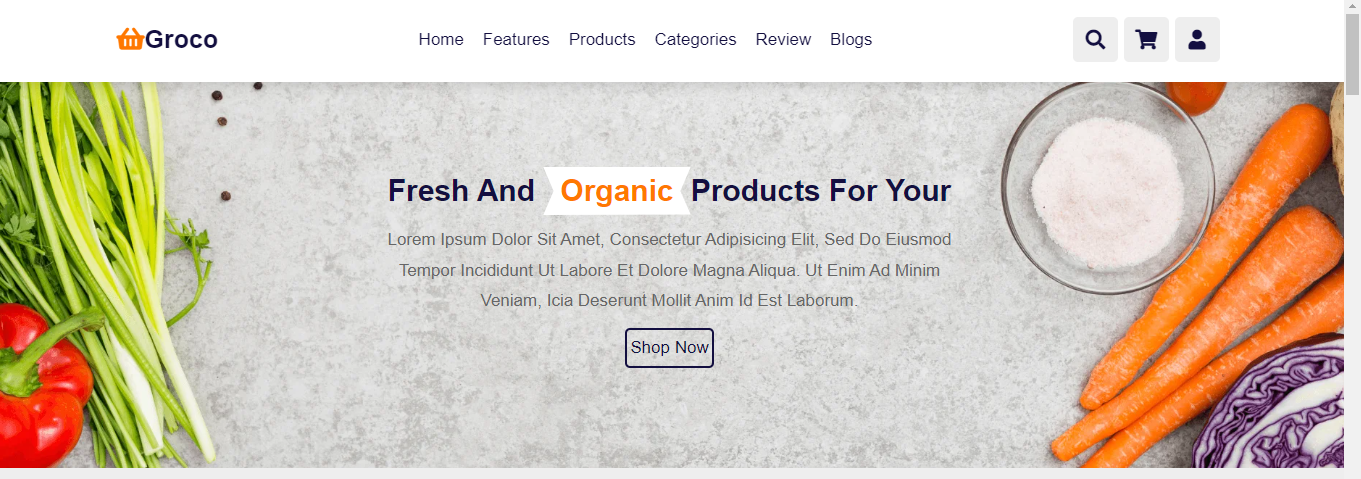 Groco
Home Features Products Categories Review Blogs
Fresh And Organic Products For Your
Lorem Ipsum Dolor Sit Amet, Consectetur Adipisicing Elit, Sed Do Eiusmod
Tempor Incididunt Ut Labore Et Dolore Magna Aliqua. Ut Enim Ad Minim
Veniam, Icia Deserunt Mollit Anim Id Est Laborum.
Shop Now